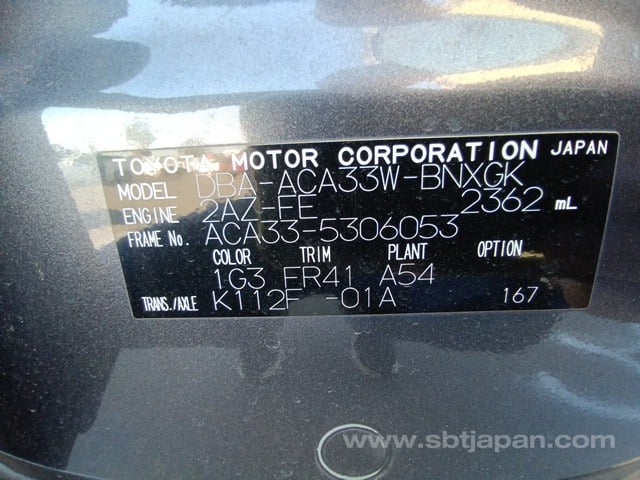 TOYOTA MOTOR CORPORATION JAPAN
MODEL DBA-ACA33W-BNXGK
ENGINE 2AZ-FE 2362 mL
FRAME No. ACA33-5306053
COLOR TRIM PLANT OPTION
1G3 FR41 A54
TRANS./AXLE K112F -01A 167
www.sbtjapan.com